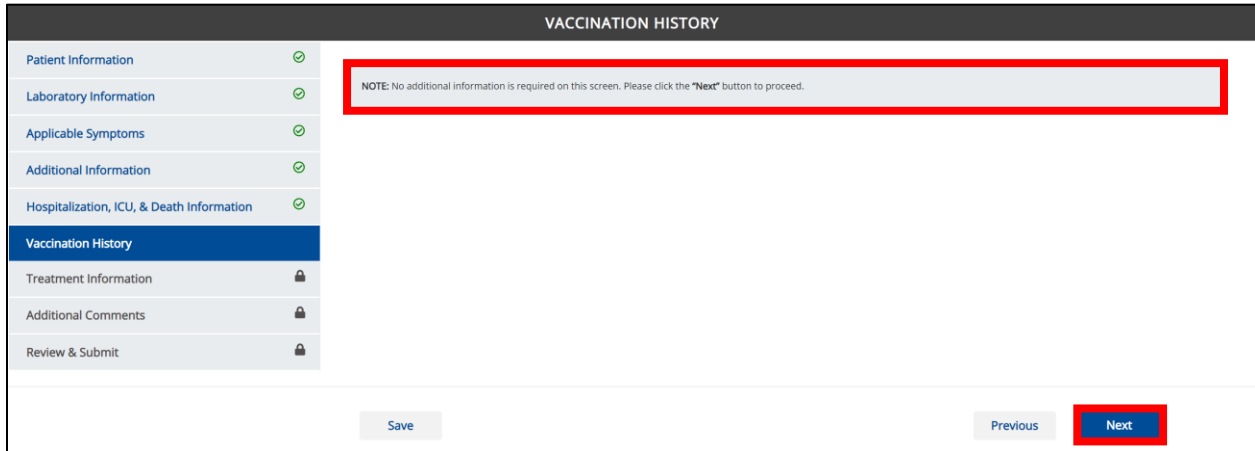 VACCINATION HISTORY
Patient Information
Laboratory Information
Applicable Symptoms
Additional Information
Hospitalization, ICU, & Death Information
Vaccination History
Treatment Information
Additional Comments
Review & Submit
NOTE: No additional information is required on this screen. Please click the “Next” button to proceed.
Save
Previous
Next